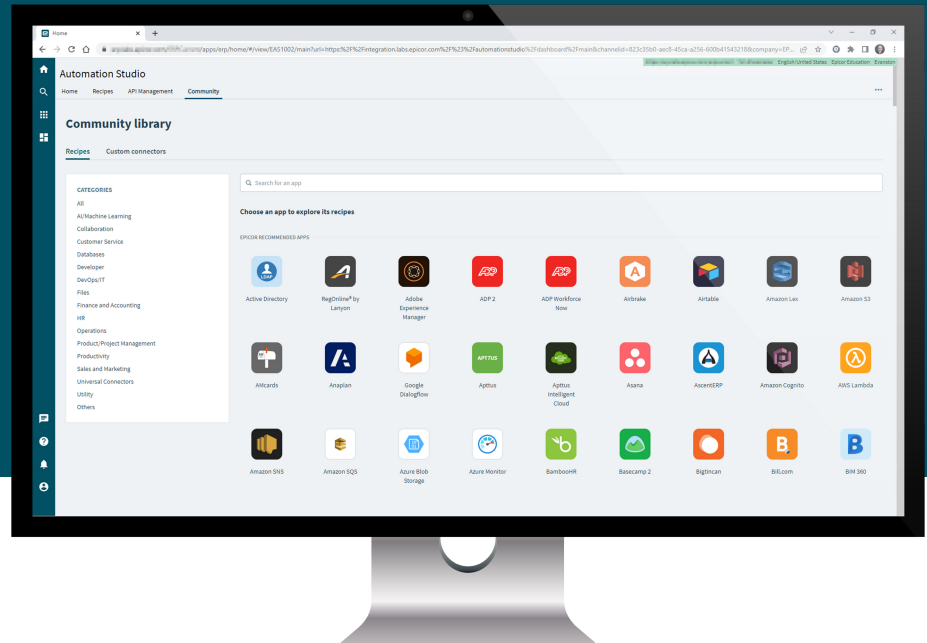 Home
apps/erp/home/#/view/EAS1002/main?url=https%2F%2Fintegration.labs.epicor.com%2F%23%2Fautomationstudio%2Fdashboard%2Fmain&channelid=823c35b0-aec8-45ca-a256-600b41543218&company=EP...
English/United States Epicor Education Evanston
Automation Studio
Home Recipes API Management Community
Community library
Recipes Custom connectors
CATEGORIES
All
AI/Machine Learning
Collaboration
Customer Service
Databases
Developer
DevOps/IT
Files
Finance and Accounting
HR
Operations
Product/Project Management
Productivity
Sales and Marketing
Universal Connectors
Utility
Others
Search for an app
Choose an app to explore its recipes
EPICOR RECOMMENDED APPS
LDAP
Active Directory
RegOnline® by
Lanyon
Adobe
Experience
Manager
ADP 2
ADP Workforce
Now
Airbrake
Airtable
Amazon Lex
Amazon S3
AMcards
Anaplan
Google
Dialogflow
APTTUS
Apttus
Apttus
Intelligent
Cloud
Asana
AscentERP
Amazon Cognito
AWS Lambda
Amazon SNS
Amazon SQS
Azure Blob
Storage
Azure Monitor
BambooHR
Basecamp 2
Bigtincan
Bill.com
BIM 360